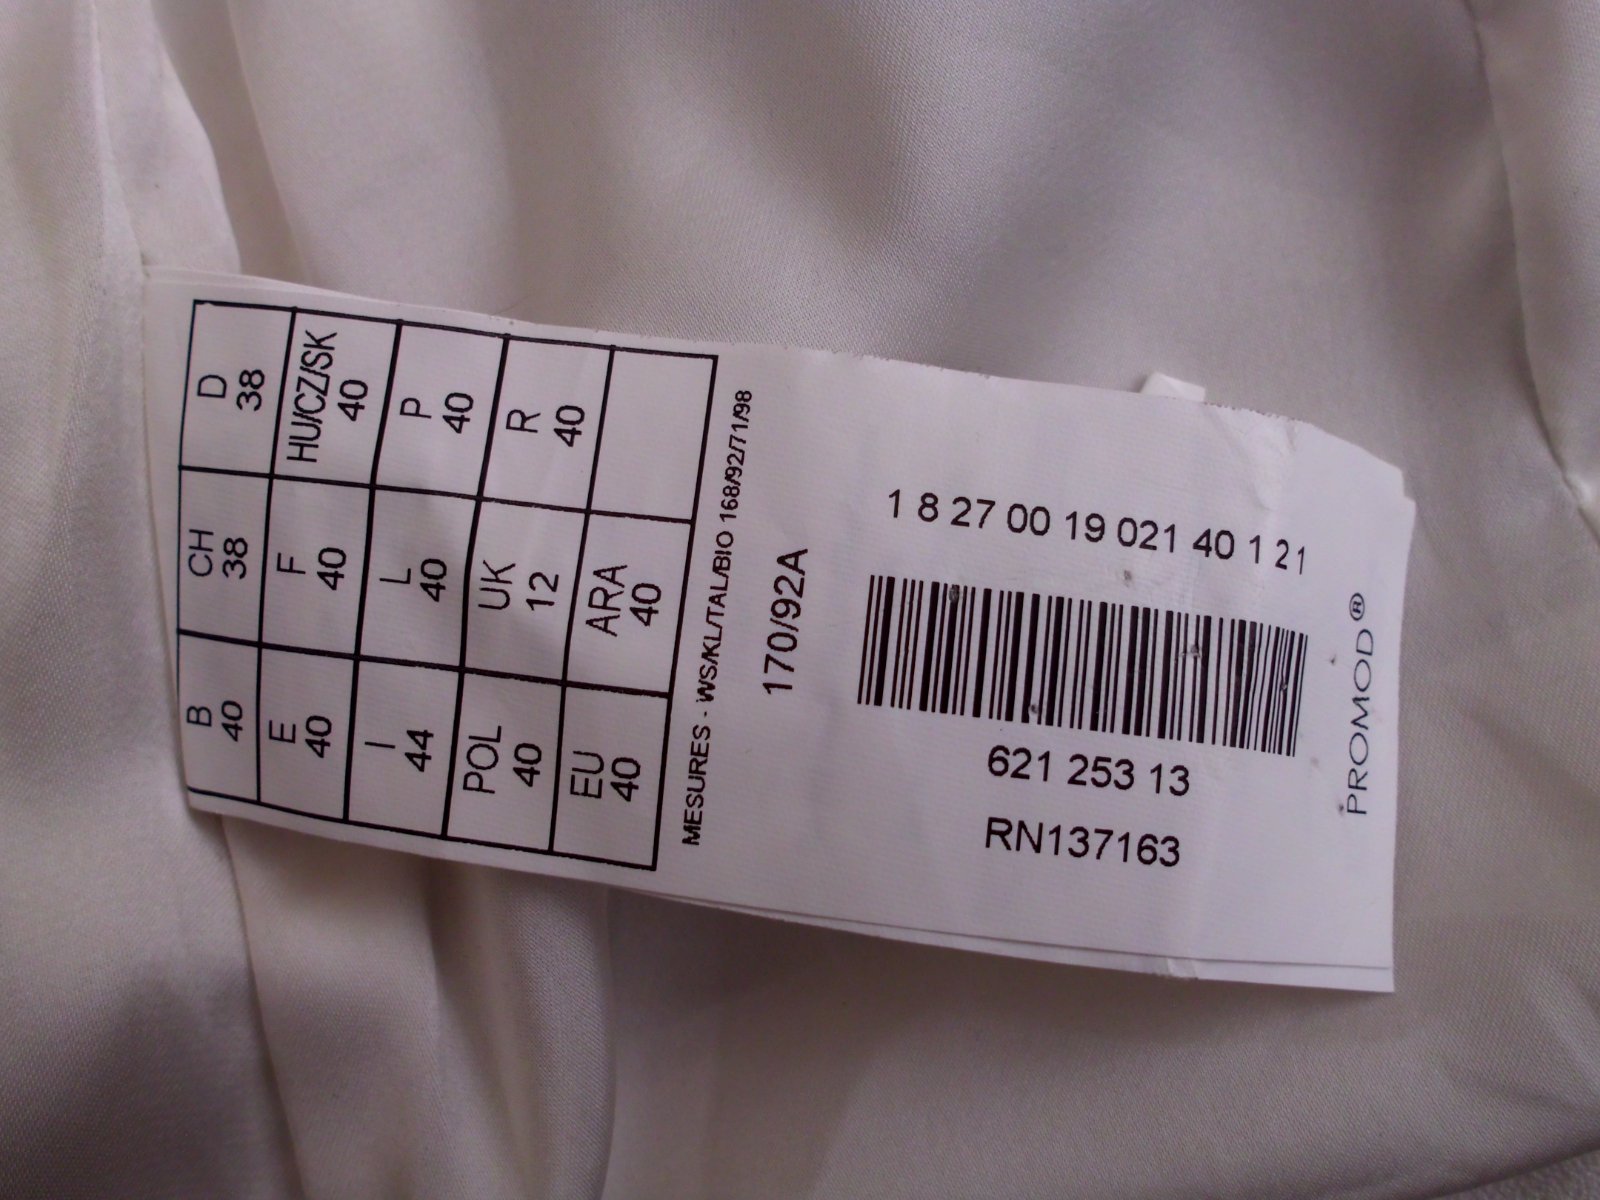 B CH D
40 38 38
E F HU/CZ/SK
40 40 40
I L P
44 40 40
POL UK R
40 12 40
EU ARA
40 40
MESURES - WS/KL/TAL/BIO 168/92/71/98
170/92A
1 8 27 00 19 021 40 1 21
621 253 13
RN137163
PROMOD®